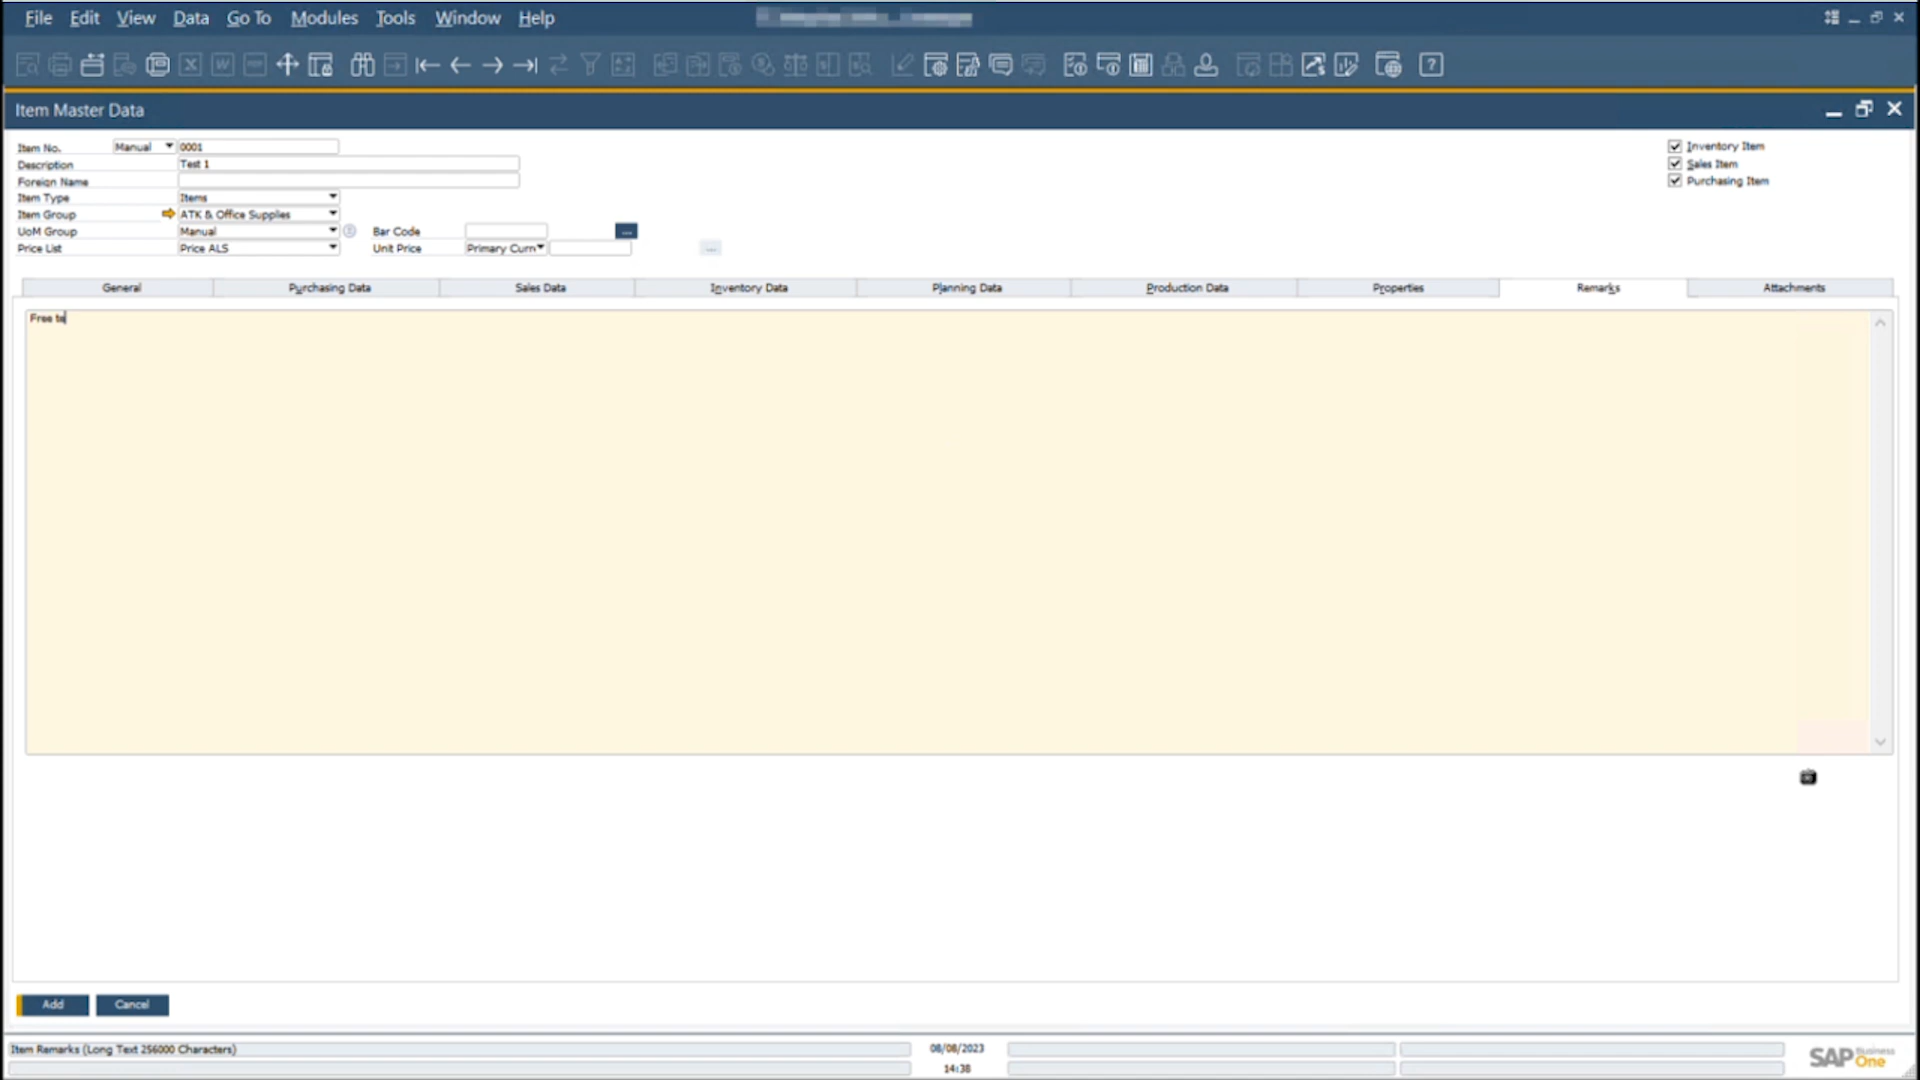 File Edit View Data Go To Modules Tools Window Help
Item Master Data
Item No. Manual 0001
Description Test 1
Foreign Name
Item Type Items
Item Group ATK & Office Supplies
UoM Group Manual Bar Code ...
Price List Price ALS Unit Price Primary Curr ...
Inventory Item
Sales Item
Purchasing Item
General Purchasing Data Sales Data Inventory Data Planning Data Production Data Properties Remarks Attachments
Free te
Add Cancel
Item Remarks (Long Text 256000 Characters) 08/08/2023
14:38
SAP Business One